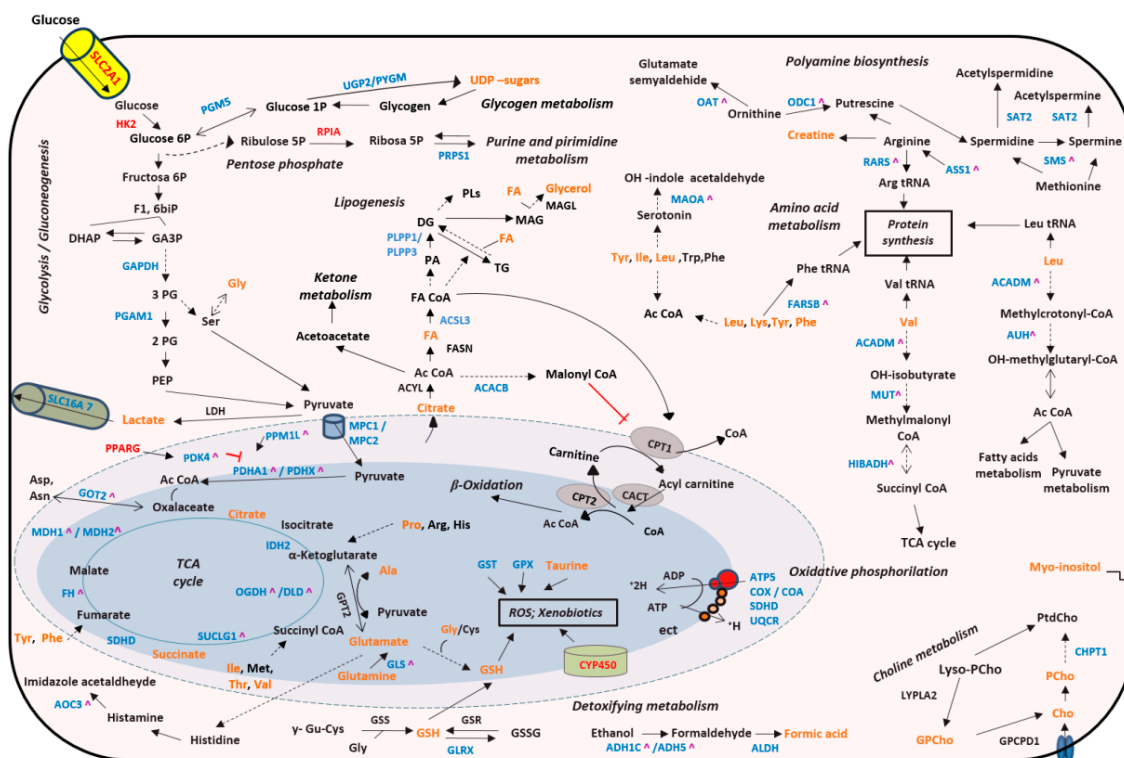 Glucose
SLC2A1
Glucose
HK2
Glucose 6P
PGM5
UGP2/PYGM
Glucose 1P
Glycogen
UDP –sugars
Glycogen metabolism
Ribulose 5P
RPIA
Ribosa 5P
PRPS1
Pentose phosphate
Purine and pirimidine
metabolism
Glycolysis / Gluconeogenesis
Fructosa 6P
F1, 6biP
DHAP
GA3P
GAPDH
3 PG
Gly
PGAM1
Ser
2 PG
PEP
Pyruvate
LDH
Lactate
SLC16A 7
Lipogenesis
PLs
FA
Glycerol
MAGL
DG
MAG
PLPP1/
PLPP3
FA
PA
TG
Ketone
metabolism
FA CoA
ACSL3
Acetoacetate
FA
FASN
Ac CoA
ACYL
ACACB
Malonyl CoA
Citrate
Polyamine biosynthesis
Glutamate
semyaldehyde
OAT ^
Ornithine
ODC1 ^
Putrescine
Acetylspermidine
Acetylspermine
SAT2
SAT2
Creatine
Arginine
Spermidine
Spermine
RARS ^
ASS1 ^
SMS ^
Arg tRNA
Methionine
OH -indole acetaldehyde
MAOA ^
Serotonin
Tyr, Ile, Leu ,Trp,Phe
Ac CoA
Amino acid
metabolism
Protein
synthesis
Leu tRNA
Phe tRNA
Val tRNA
Leu
FARSB ^
ACADM ^
Leu, Lys,Tyr, Phe
Val
Methylcrotonyl-CoA
ACADM ^
AUH ^
OH-isobutyrate
OH-methylglutaryl-CoA
MUT ^
Methylmalonyl
CoA
Ac CoA
HIBADH ^
Fatty acids
metabolism
Pyruvate
metabolism
Succinyl CoA
TCA cycle
PPARG
PDK4 ^
PPM1L ^
MPC1 /
MPC2
PDHA1 ^ / PDHX ^
Pyruvate
Asp,
Asn
GOT2 ^
Ac CoA
Oxalaceate
Citrate
MDH1 ^ / MDH2 ^
Isocitrate
IDH2
α-Ketoglutarate
Pro, Arg, His
Malate
TCA
cycle
FH ^
OGDH ^ /DLD ^
Ala
GPT2
Pyruvate
Fumarate
Tyr, Phe
SDHD
SUCLG1 ^
Succinyl CoA
Glutamate
Gly/Cys
Succinate
Ile, Met,
Thr, Val
GLS ^
Glutamine
GSH
CPT1
CoA
Carnitine
Acyl carnitine
β-Oxidation
CPT2
CACT
Ac CoA
CoA
GST
GPX
Taurine
ROS; Xenobiotics
CYP450
⁺2H
ADP
ATP
⁺H
ect
Oxidative phosphorilation
ATP5
COX / COA
SDHD
UQCR
Myo-inositol
Imidazole acetaldheyde
AOC3 ^
Histamine
Histidine
γ- Gu-Cys
GSS
Gly
GSH
GSR
GLRX
GSSG
Detoxifying metabolism
Ethanol
Formaldehyde
Formic acid
ADH1C ^ /ADH5 ^
ALDH
Choline metabolism
PtdCho
Lyso-PCho
CHPT1
LYPLA2
PCho
Cho
GPCho
GPCPD1